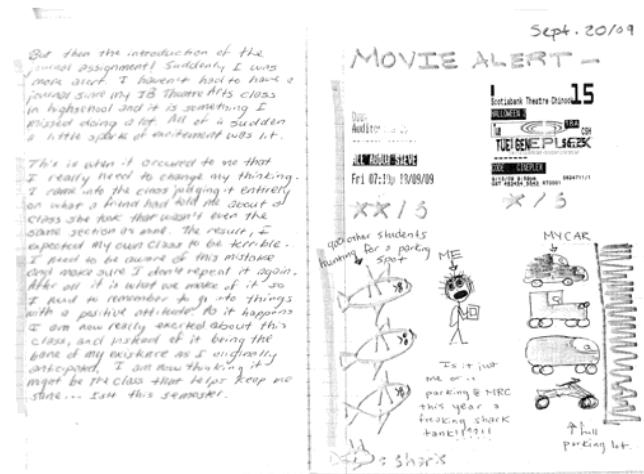 But then the introduction of the
journal assignment! Suddenly I was
more alert. I haven't had to have a
journal since my IB Theatre Arts class
in highschool and it is something I
missed doing a lot. All of a sudden
a little spark of excitement was lit.
This is when it occured to me that
I really need to change my thinking.
I came into the class judging it entirely
on what a friend had told me about a
class she took that wasn't even the
same section as mine. The result, I
expected my own class to be terrible.
I need to be aware of this mistake
and make sure I don't repeat it again.
After all it is what we make of it so
I need to remember to go into things
with a positive attitude. As it happens
I am now really excited about this
class, and instead of it being the
bane of my existence as I originally
anticipated, I am now thinking it
might be the class that helps keep me
sane... this semester.
Sept. 20/09
MOVIE ALERT -
ALL ABOUT STEVE
Fri 07:10p 18/09/09
XX / 5
Scotiabank Theatre Chinook 15
HALLOWEEN 2
CODE CINEPLEX
X / 5
other students
hunting for a parking
spot
ME
MY CAR
Is it just
me or..
parking @ MRC
this year a
freaking shark
tank!!!!!!
= shark
full
parking lot.